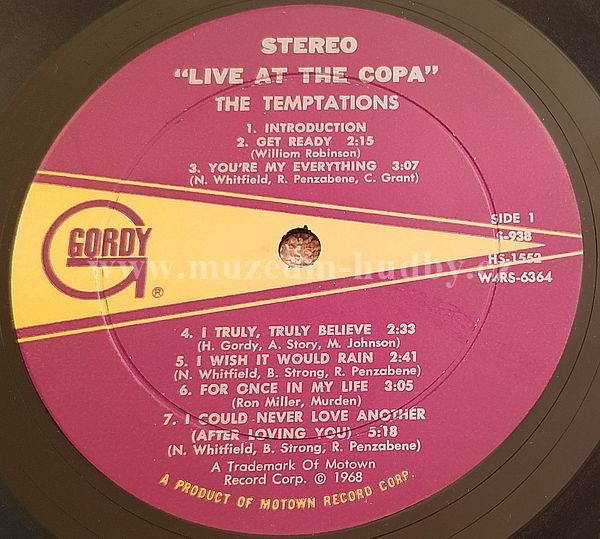 STEREO
"LIVE AT THE COPA"
THE TEMPTATIONS
1. INTRODUCTION
2. GET READY 2:15
(William Robinson)
3. YOU'RE MY EVERYTHING 3:07
(N. Whitfield, R. Penzabene, C. Grant)
GORDY
®
SIDE 1
G-938
HS-1552
W4RS-6364
www.muzeum-hudby.cz
4. I TRULY, TRULY BELIEVE 2:33
(H. Gordy, A. Story, M. Johnson)
5. I WISH IT WOULD RAIN 2:41
(N. Whitfield, B. Strong, R. Penzabene)
6. FOR ONCE IN MY LIFE 3:05
(Ron Miller, Murden)
7. I COULD NEVER LOVE ANOTHER
(AFTER LOVING YOU) 5:18
(N. Whitfield, B. Strong, R. Penzabene)
A Trademark Of Motown
Record Corp. © 1968
A PRODUCT OF MOTOWN RECORD CORP.